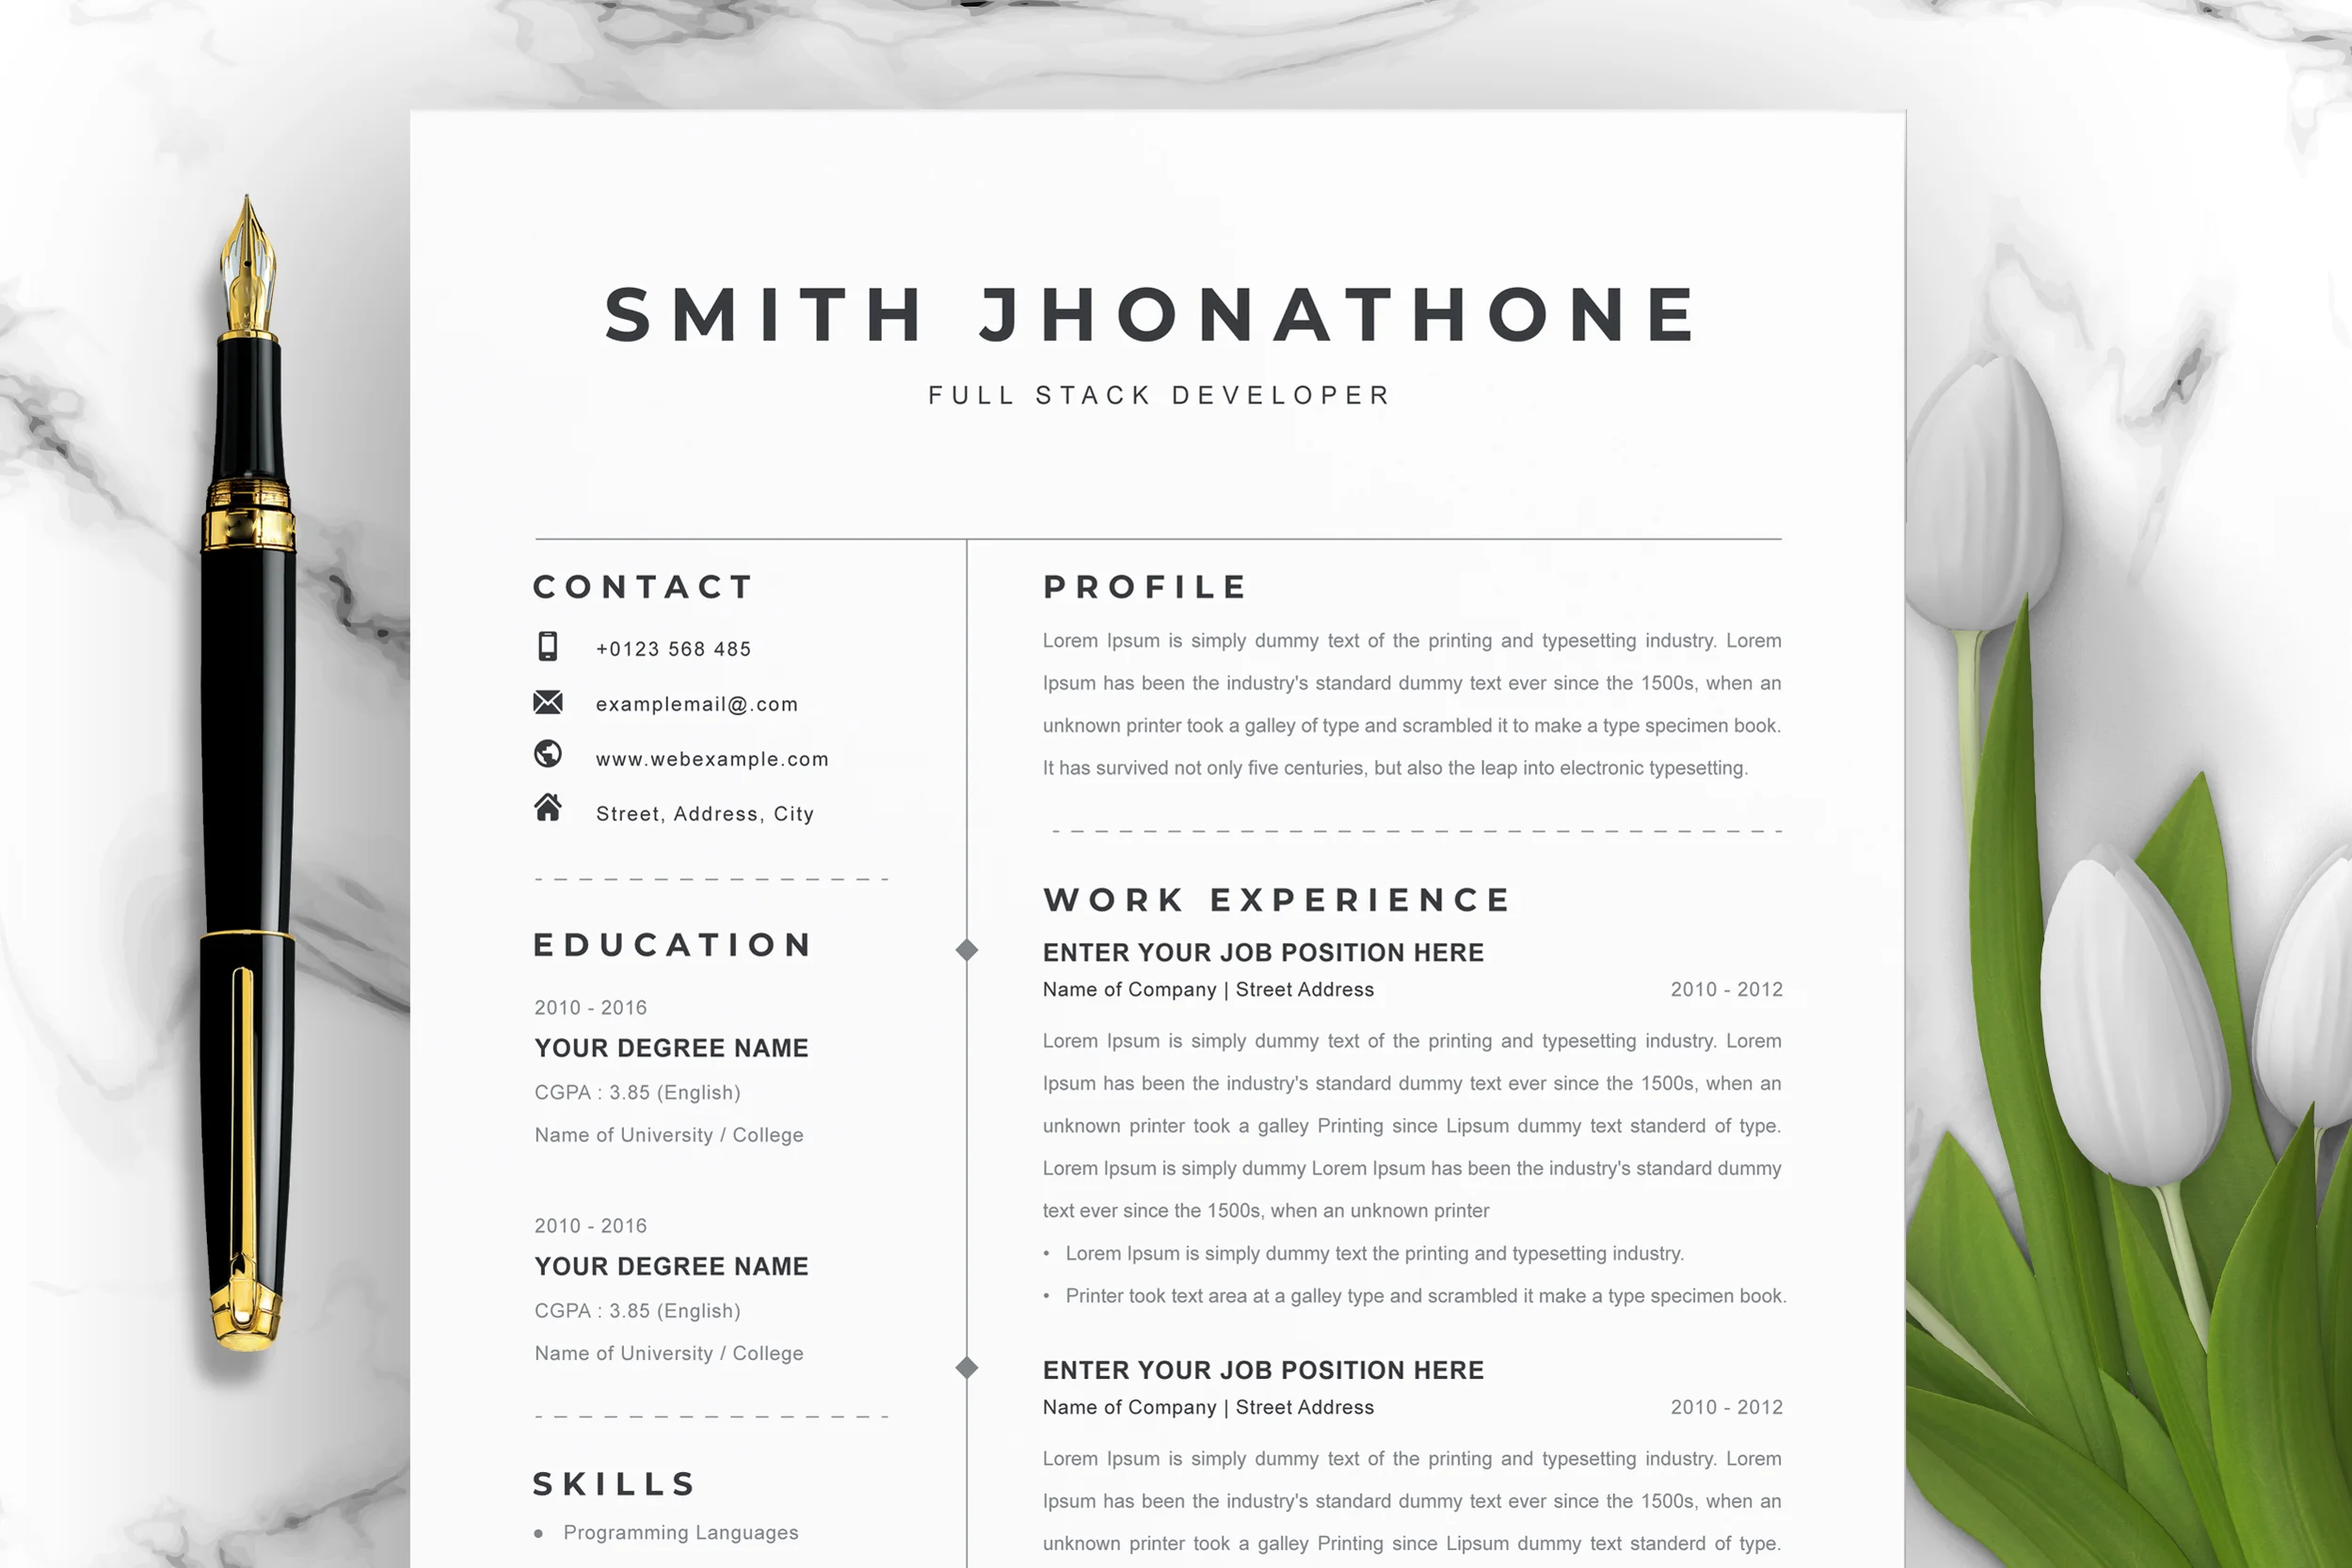 SMITH JHONATHONE
FULL STACK DEVELOPER
CONTACT
+0123 568 485
examplemail@.com
www.webexample.com
Street, Address, City
EDUCATION
2010 - 2016
YOUR DEGREE NAME
CGPA : 3.85 (English)
Name of University / College
2010 - 2016
YOUR DEGREE NAME
CGPA : 3.85 (English)
Name of University / College
SKILLS
• Programming Languages
PROFILE
Lorem Ipsum is simply dummy text of the printing and typesetting industry. Lorem
Ipsum has been the industry's standard dummy text ever since the 1500s, when an
unknown printer took a galley of type and scrambled it to make a type specimen book.
It has survived not only five centuries, but also the leap into electronic typesetting.
WORK EXPERIENCE
ENTER YOUR JOB POSITION HERE
Name of Company | Street Address 2010 - 2012
Lorem Ipsum is simply dummy text of the printing and typesetting industry. Lorem
Ipsum has been the industry's standard dummy text ever since the 1500s, when an
unknown printer took a galley Printing since Lipsum dummy text standerd of type.
Lorem Ipsum is simply dummy Lorem Ipsum has been the industry's standard dummy
text ever since the 1500s, when an unknown printer
• Lorem Ipsum is simply dummy text the printing and typesetting industry.
• Printer took text area at a galley type and scrambled it make a type specimen book.
ENTER YOUR JOB POSITION HERE
Name of Company | Street Address 2010 - 2012
Lorem Ipsum is simply dummy text of the printing and typesetting industry. Lorem
Ipsum has been the industry's standard dummy text ever since the 1500s, when an
unknown printer took a galley Printing since Lipsum dummy text standerd of type.